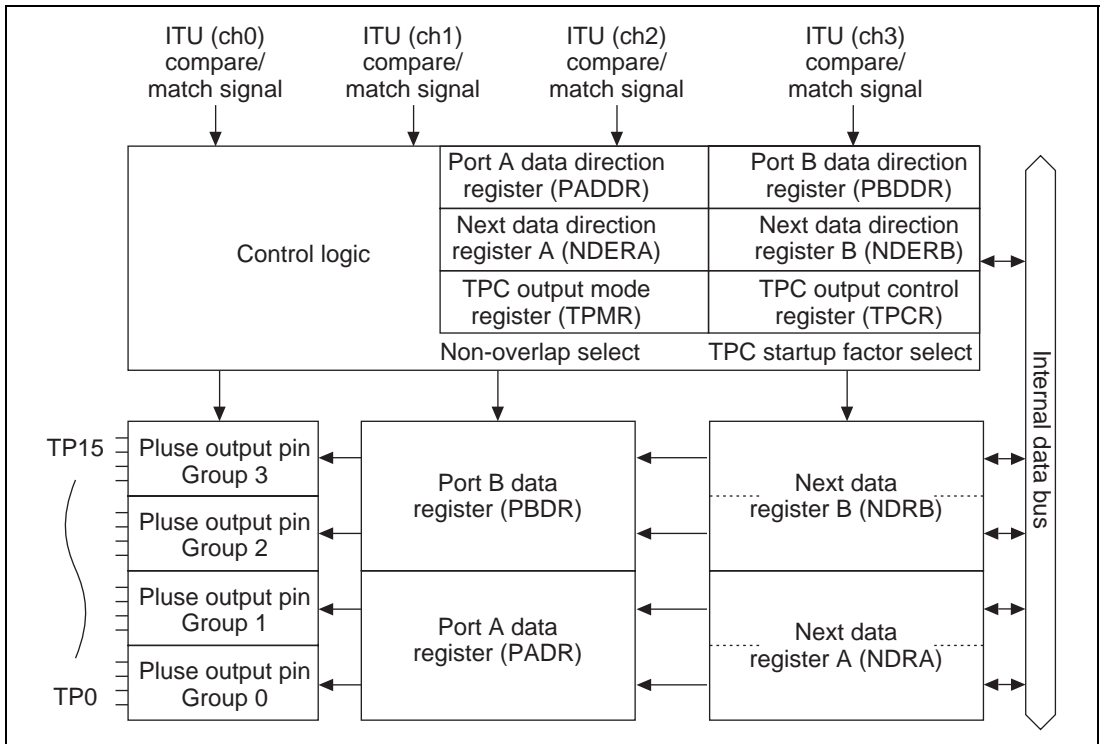 ITU (ch0)
compare/
match signal
ITU (ch1)
compare/
match signal
ITU (ch2)
compare/
match signal
ITU (ch3)
compare/
match signal
Control logic
Port A data direction
register (PADDR)
Port B data direction
register (PBDDR)
Next data direction
register A (NDERA)
Next data direction
register B (NDERB)
TPC output mode
register (TPMR)
TPC output control
register (TPCR)
Non-overlap select
TPC startup factor select
Internal data bus
TP15
TP0
Pluse output pin
Group 3
Pluse output pin
Group 2
Pluse output pin
Group 1
Pluse output pin
Group 0
Port B data
register (PBDR)
Port A data
register (PADR)
Next data
register B (NDRB)
Next data
register A (NDRA)